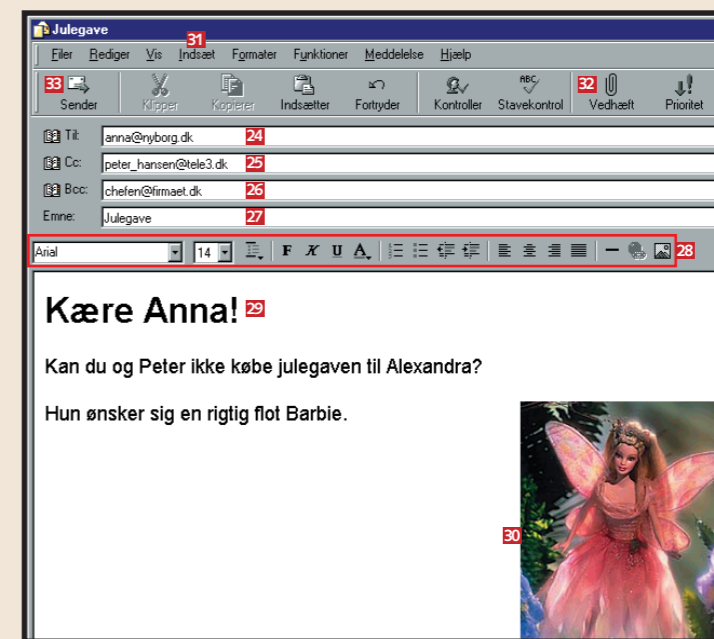 Julegave
31
Filer Rediger Vis Indsæt Formater Funktioner Meddelelse Hjælp
33 ABC 32
Sender Klipper Kopierer Indsætter Fortryder Kontroller Stavekontrol Vedhæft Prioritet
Til: anna@nyborg.dk 24
Cc: peter_hansen@tele3.dk 25
Bcc: chefen@firmaet.dk 26
Emne: Julegave 27
Arial 14 F K U A 28
Kære Anna! 29
Kan du og Peter ikke købe julegaven til Alexandra?
Hun ønsker sig en rigtig flot Barbie.
30